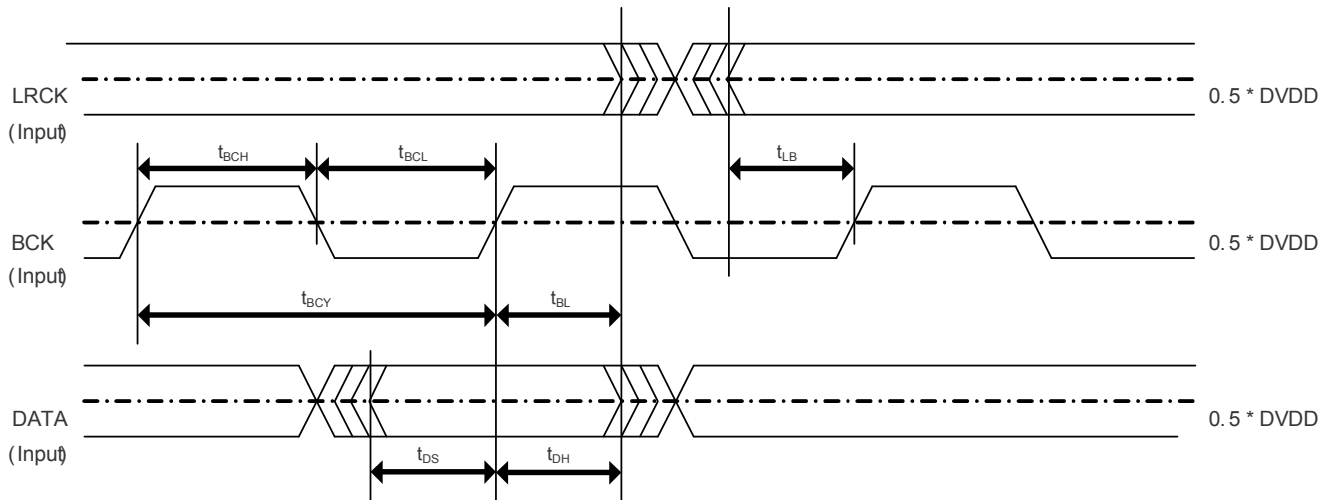 LRCK
(Input)
0.5 * DVDD
tBCH
tBCL
tLB
BCK
(Input)
0.5 * DVDD
tBCY
tBL
DATA
(Input)
0.5 * DVDD
tDS
tDH